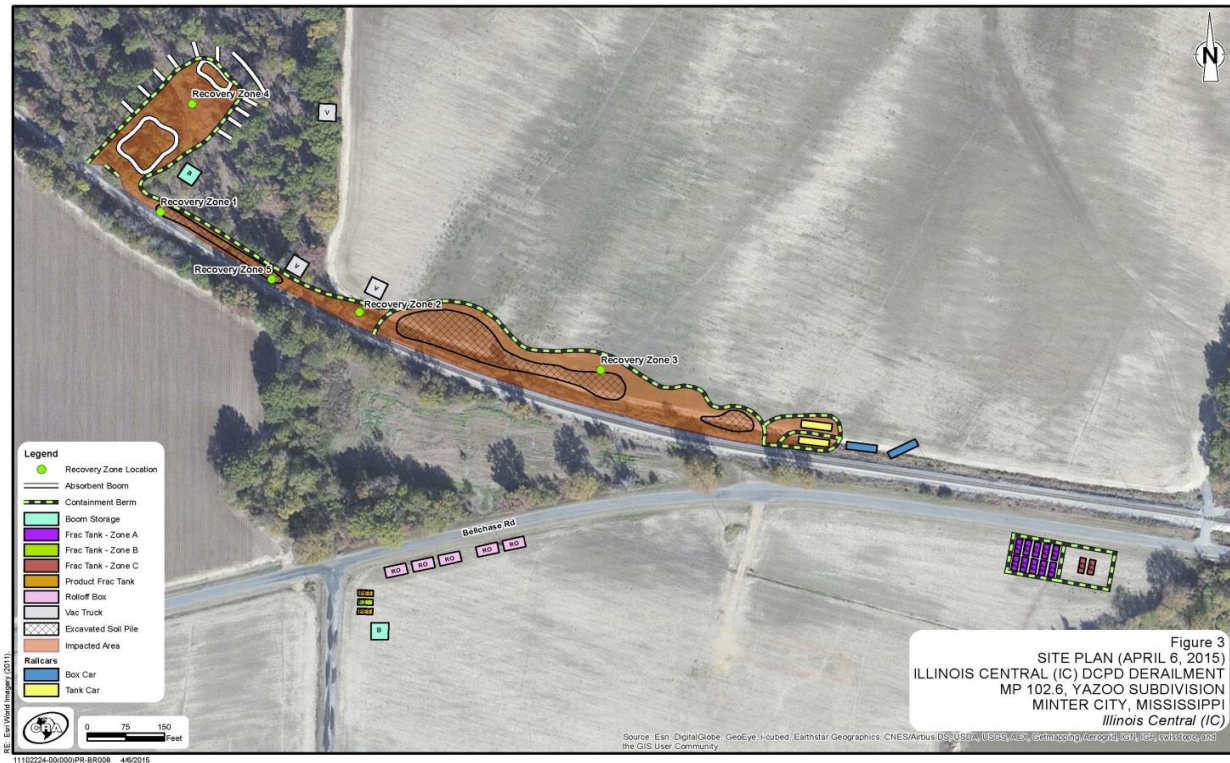 N
Recovery Zone 4
V
B
Recovery Zone 1
V
Recovery Zone 5
V
Recovery Zone 2
Recovery Zone 3
Bellchase Rd
RO RO RO RO RO
PFT
PFT
B
Legend
Recovery Zone Location
Absorbent Boom
Containment Berm
Boom Storage
Frac Tank - Zone A
Frac Tank - Zone B
Frac Tank - Zone C
Product Frac Tank
Rolloff Box
Vac Truck
Excavated Soil Pile
Impacted Area
Railcars
Box Car
Tank Car
CRA
0 75 150
Feet
Figure 3
SITE PLAN (APRIL 6, 2015)
ILLINOIS CENTRAL (IC) DCPD DERAILMENT
MP 102.6, YAZOO SUBDIVISION
MINTER CITY, MISSISSIPPI
Illinois Central (IC)
Source: Esri, DigitalGlobe, GeoEye, i-cubed, Earthstar Geographics, CNES/Airbus DS, USDA, USGS, AEX, Getmapping, Aerogrid, IGN, IGP, swisstopo, and
the GIS User Community
RE: Esri World Imagery (2011)
11102224-00(000)PR-BR008 4/6/2015